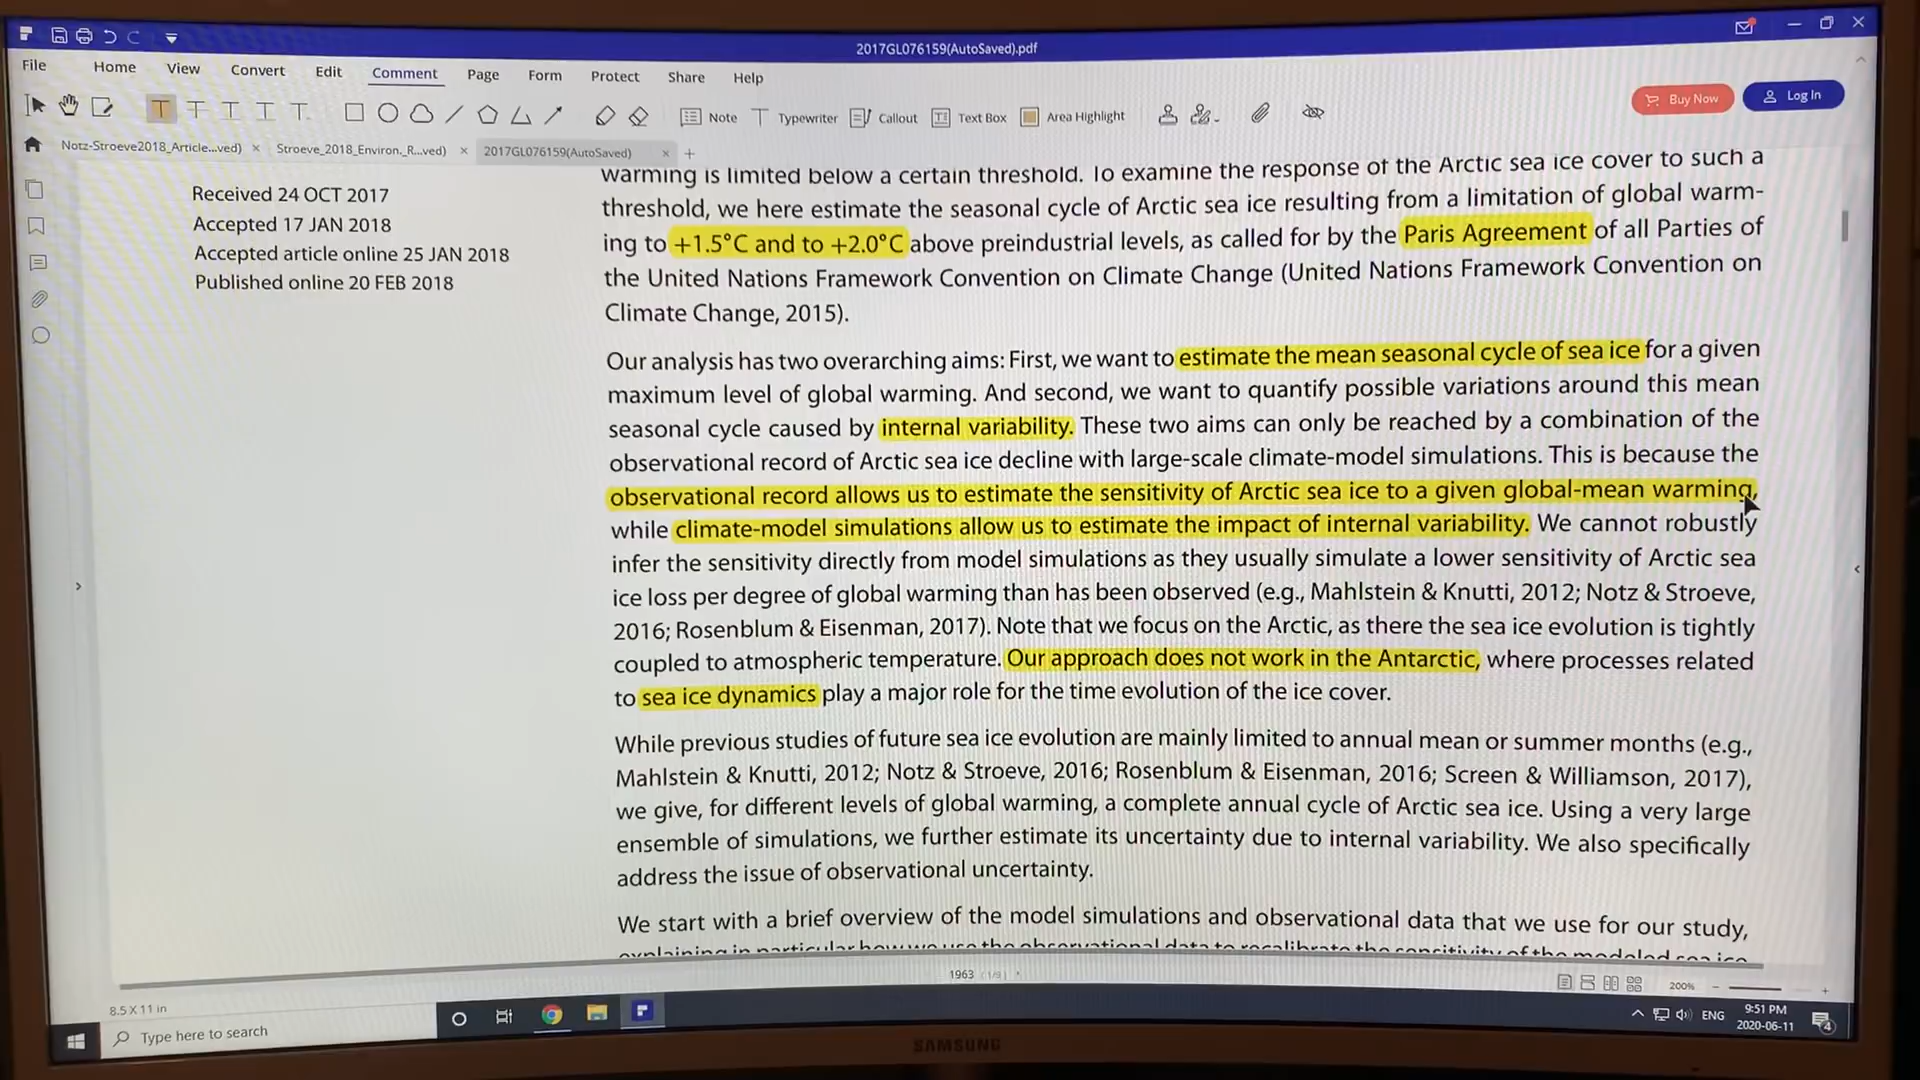 2017GL076159(AutoSaved).pdf
File Home View Convert Edit Comment Page Form Protect Share Help
Note Typewriter Callout Text Box Area Highlight
Buy Now Log In
Notz-Stroeve2018_Article...ved) × Stroeve_2018_Environ._R...ved) × 2017GL076159(AutoSaved) × +
Received 24 OCT 2017
Accepted 17 JAN 2018
Accepted article online 25 JAN 2018
Published online 20 FEB 2018
warming is limited below a certain threshold. To examine the response of the Arctic sea ice cover to such a
threshold, we here estimate the seasonal cycle of Arctic sea ice resulting from a limitation of global warm-
ing to +1.5°C and to +2.0°C above preindustrial levels, as called for by the Paris Agreement of all Parties of
the United Nations Framework Convention on Climate Change (United Nations Framework Convention on
Climate Change, 2015).
Our analysis has two overarching aims: First, we want to estimate the mean seasonal cycle of sea ice for a given
maximum level of global warming. And second, we want to quantify possible variations around this mean
seasonal cycle caused by internal variability. These two aims can only be reached by a combination of the
observational record of Arctic sea ice decline with large-scale climate-model simulations. This is because the
observational record allows us to estimate the sensitivity of Arctic sea ice to a given global-mean warming,
while climate-model simulations allow us to estimate the impact of internal variability. We cannot robustly
infer the sensitivity directly from model simulations as they usually simulate a lower sensitivity of Arctic sea
ice loss per degree of global warming than has been observed (e.g., Mahlstein & Knutti, 2012; Notz & Stroeve,
2016; Rosenblum & Eisenman, 2017). Note that we focus on the Arctic, as there the sea ice evolution is tightly
coupled to atmospheric temperature. Our approach does not work in the Antarctic, where processes related
to sea ice dynamics play a major role for the time evolution of the ice cover.
While previous studies of future sea ice evolution are mainly limited to annual mean or summer months (e.g.,
Mahlstein & Knutti, 2012; Notz & Stroeve, 2016; Rosenblum & Eisenman, 2016; Screen & Williamson, 2017),
we give, for different levels of global warming, a complete annual cycle of Arctic sea ice. Using a very large
ensemble of simulations, we further estimate its uncertainty due to internal variability. We also specifically
address the issue of observational uncertainty.
We start with a brief overview of the model simulations and observational data that we use for our study,
explaining in particular how we use the observational data to recalibrate the sensitivity of the modeled sea ice
1963 (1/9)
200%
8.5 X 11 in
Type here to search
ENG
9:51 PM
2020-06-11
4
SAMSUNG